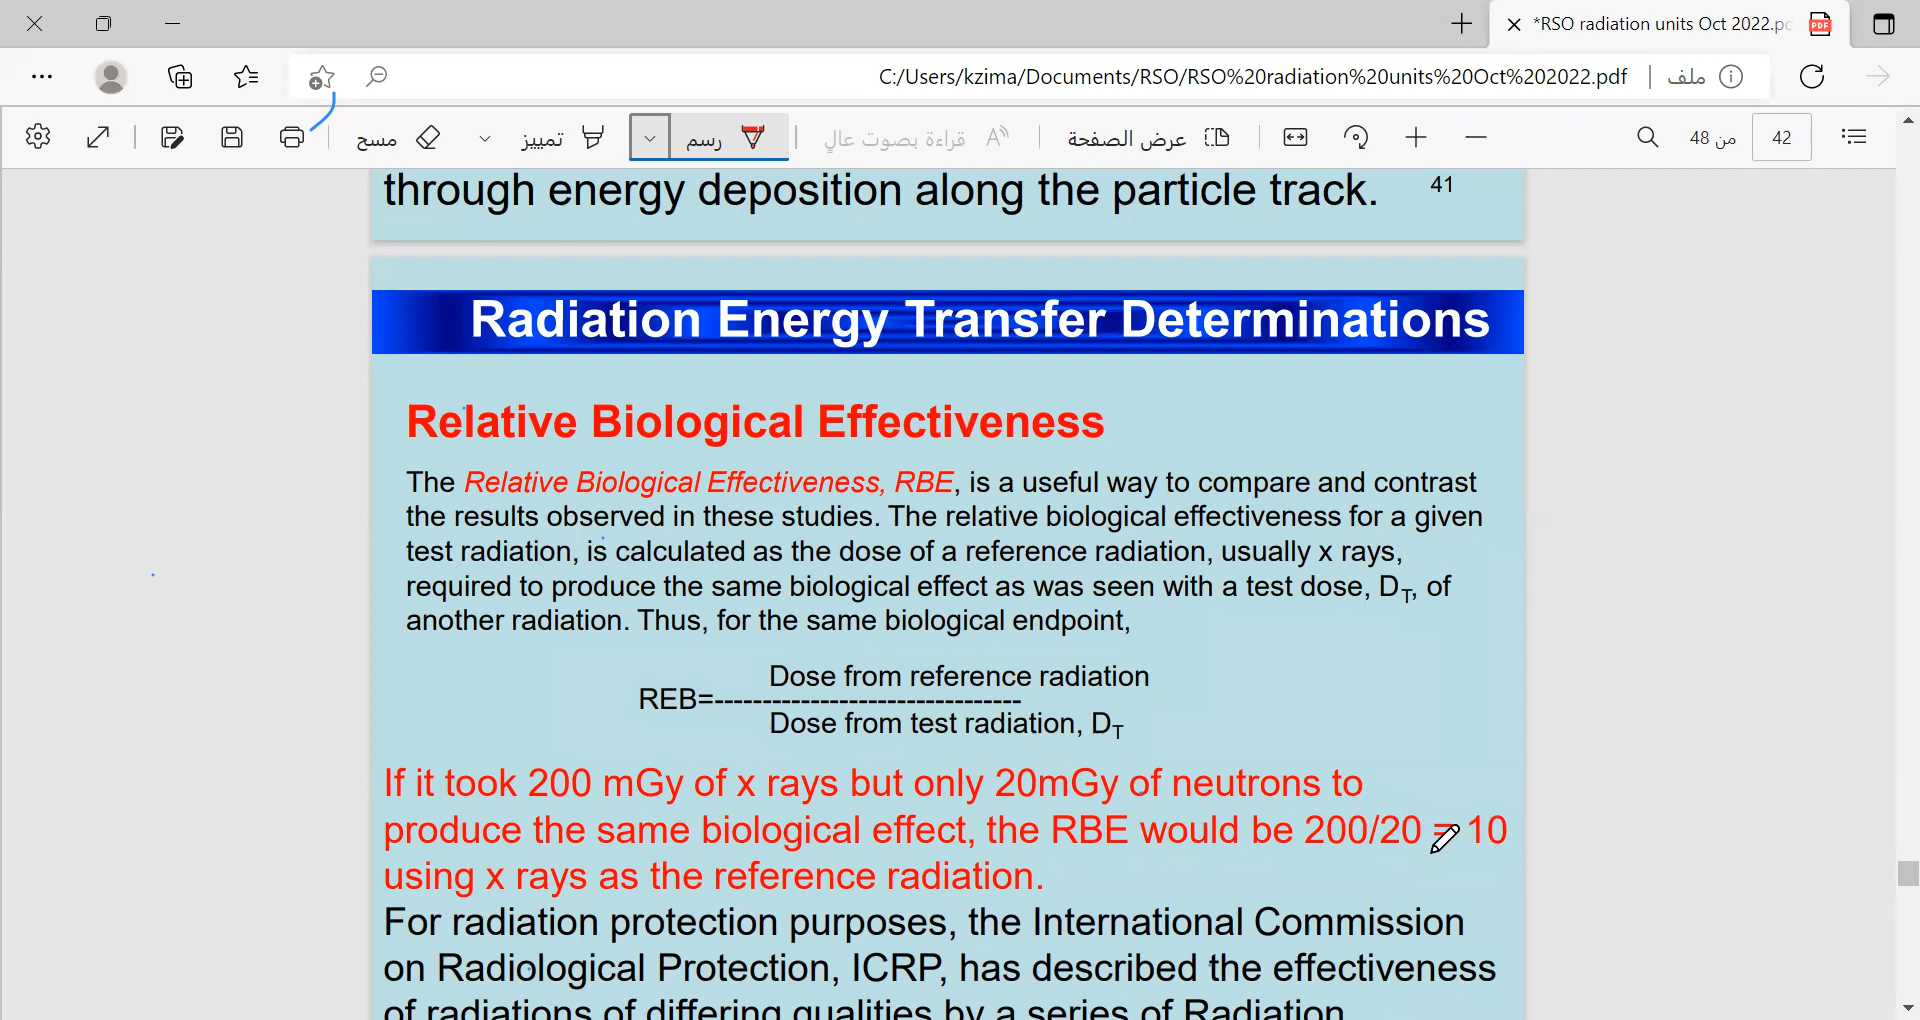 *RSO radiation units Oct 2022.pd
C:/Users/kzima/Documents/RSO/RSO%20radiation%20units%20Oct%202022.pdf
ملف
مسح
تمييز
رسم
قراءة بصوت عالٍ
عرض الصفحة
من 48
42
through energy deposition along the particle track.
41
Radiation Energy Transfer Determinations
Relative Biological Effectiveness
The Relative Biological Effectiveness, RBE, is a useful way to compare and contrast
the results observed in these studies. The relative biological effectiveness for a given
test radiation, is calculated as the dose of a reference radiation, usually x rays,
required to produce the same biological effect as was seen with a test dose, DT, of
another radiation. Thus, for the same biological endpoint,
Dose from reference radiation
REB=--------------------------------
Dose from test radiation, DT
If it took 200 mGy of x rays but only 20mGy of neutrons to
produce the same biological effect, the RBE would be 200/20 = 10
using x rays as the reference radiation.
For radiation protection purposes, the International Commission
on Radiological Protection, ICRP, has described the effectiveness
of radiations of differing qualities by a series of Radiation